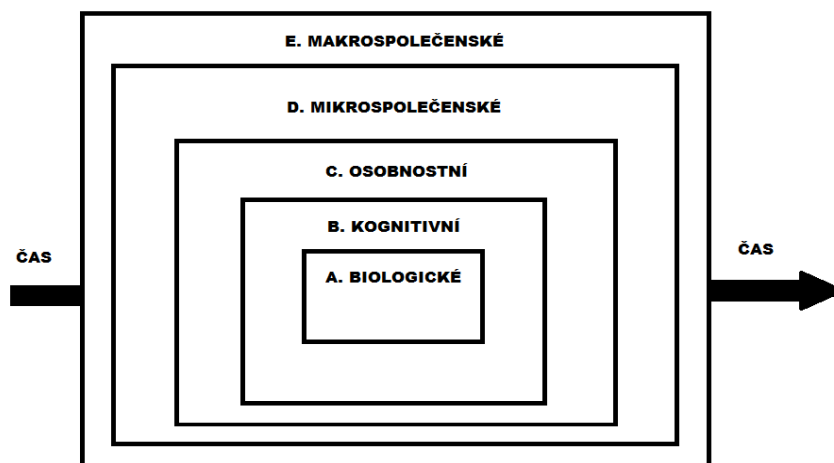 E. MAKROSPOLEČENSKÉ
D. MIKROSPOLEČENSKÉ
C. OSOBNOSTNÍ
B. KOGNITIVNÍ
ČAS
ČAS
A. BIOLOGICKÉ